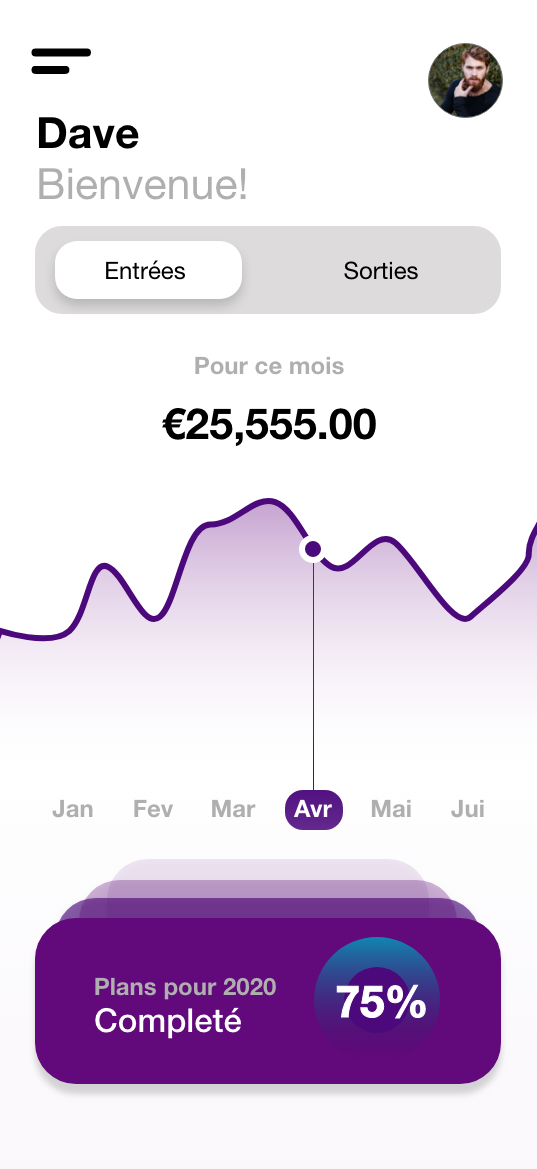 Dave
Bienvenue!
Entrées Sorties
Pour ce mois
€25,555.00
Jan Fev Mar Avr Mai Jui
Plans pour 2020
Completé
75%